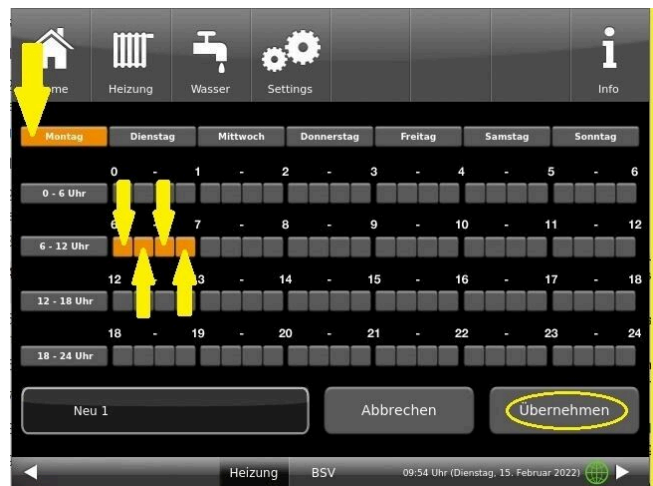 Home Heizung Wasser Settings Info
Montag Dienstag Mittwoch Donnerstag Freitag Samstag Sonntag
0 - 1 - 2 - 3 - 4 - 5 - 6
0 - 6 Uhr
6 7 - 8 - 9 - 10 - 11 - 12
6 - 12 Uhr
12 3 - 14 - 15 - 16 - 17 - 18
12 - 18 Uhr
18 - 19 - 20 - 21 - 22 - 23 - 24
18 - 24 Uhr
Neu 1 Abbrechen Übernehmen
Heizung BSV 09:54 Uhr (Dienstag, 15. Februar 2022)